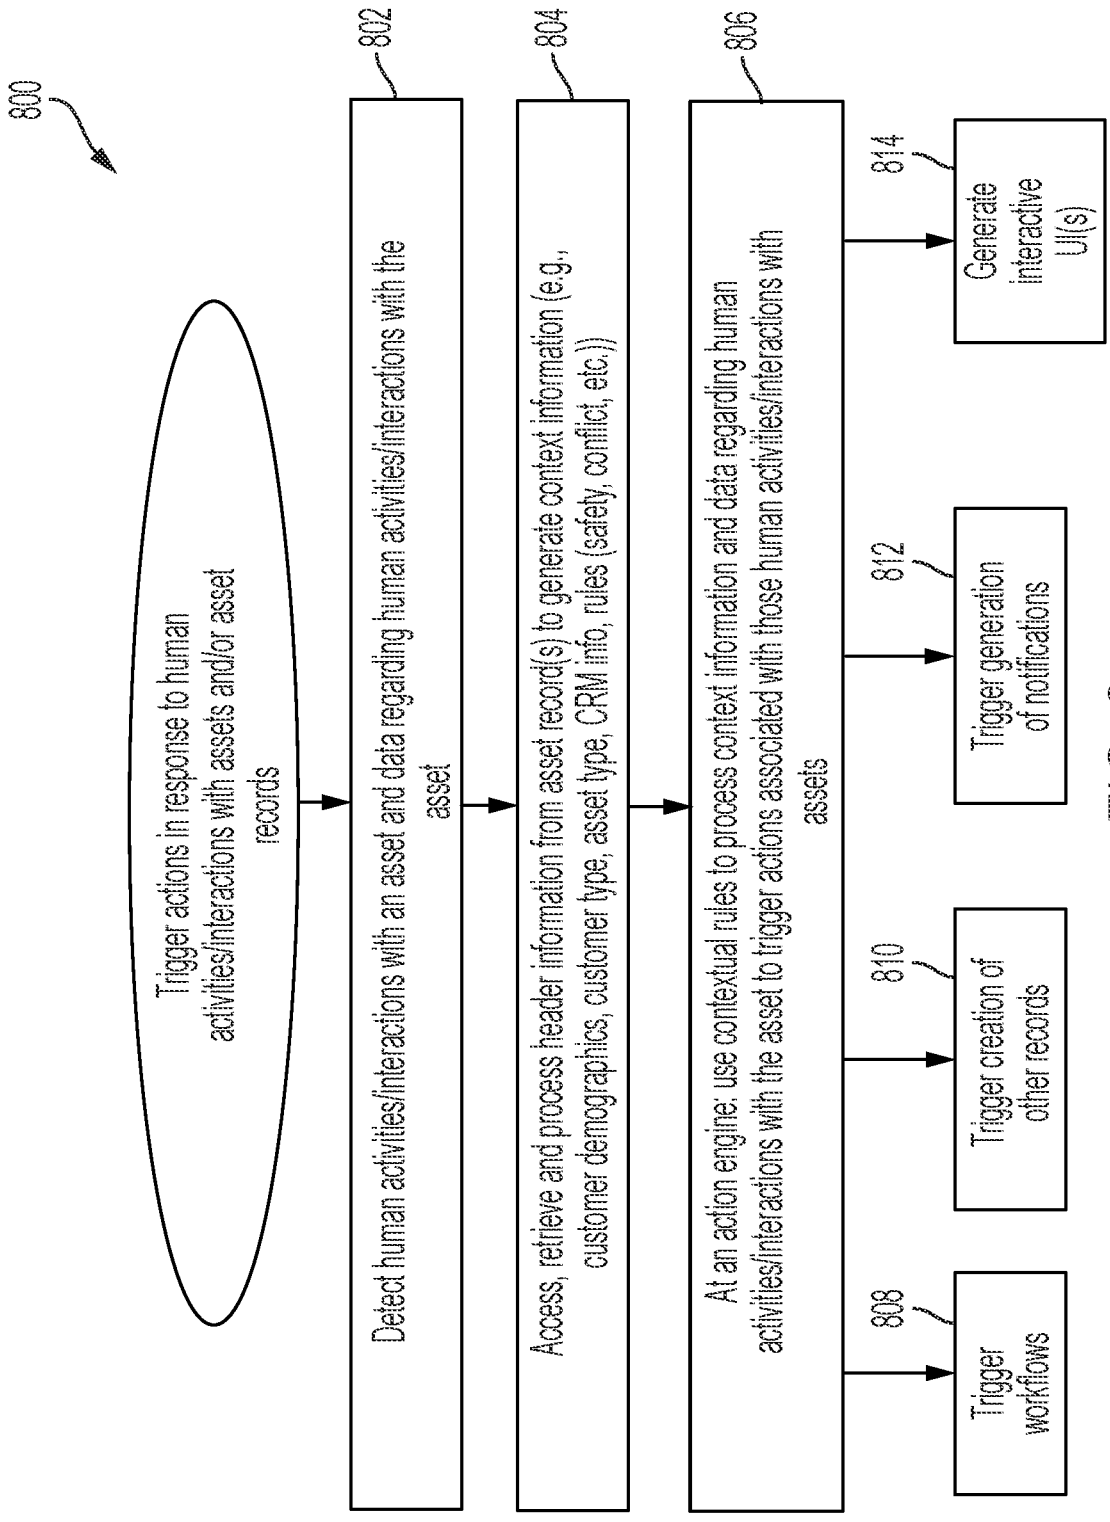 800
Trigger actions in response to human
activities/interactions with assets and/or asset
records
802
Detect human activities/interactions with an asset and data regarding human activities/interactions with the
asset
804
Access, retrieve and process header information from asset record(s) to generate context information (e.g.,
customer demographics, customer type, asset type, CRM info, rules (safety, conflict, etc.))
806
At an action engine: use contextual rules to process context information and data regarding human
activities/interactions with the asset to trigger actions associated with those human activities/interactions with
assets
808
Trigger
workflows
810
Trigger creation of
other records
812
Trigger generation
of notifications
814
Generate
interactive
UI(s)